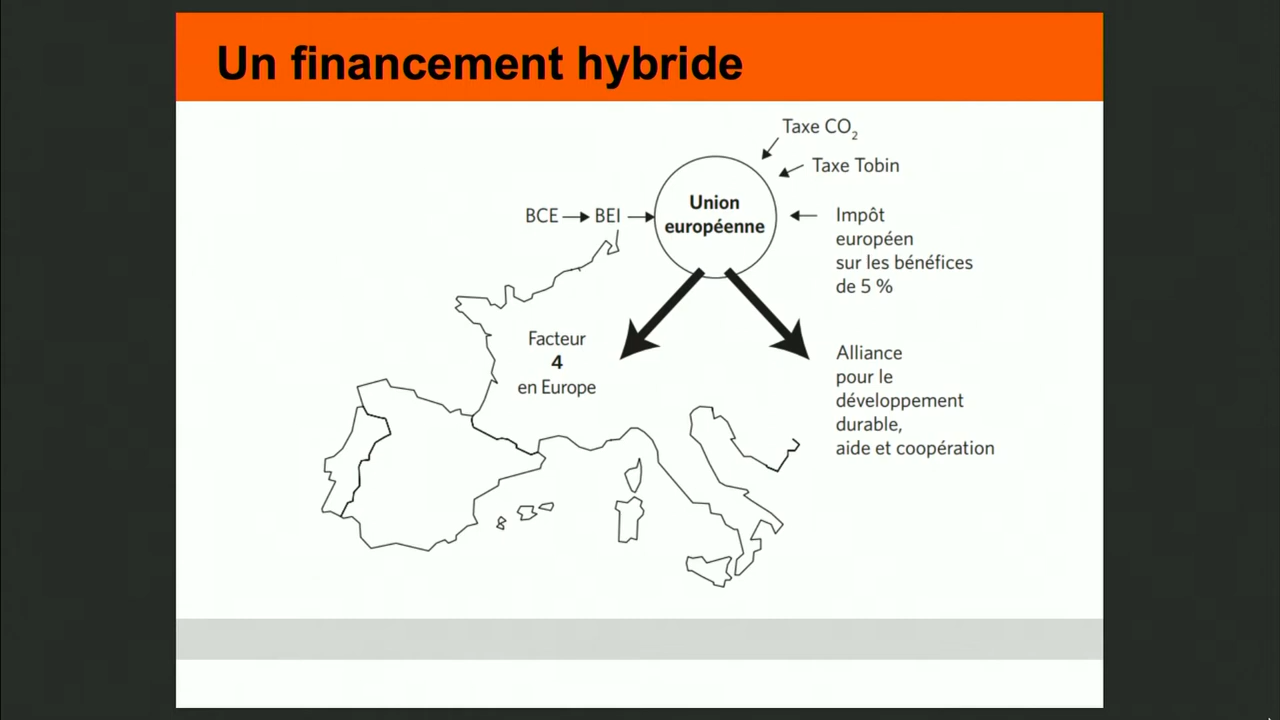 Un financement hybride
Taxe CO₂
Taxe Tobin
BCE → BEI →
Union
européenne
Impôt
européen
sur les bénéfices
de 5 %
Facteur
4
en Europe
Alliance
pour le
développement
durable,
aide et coopération